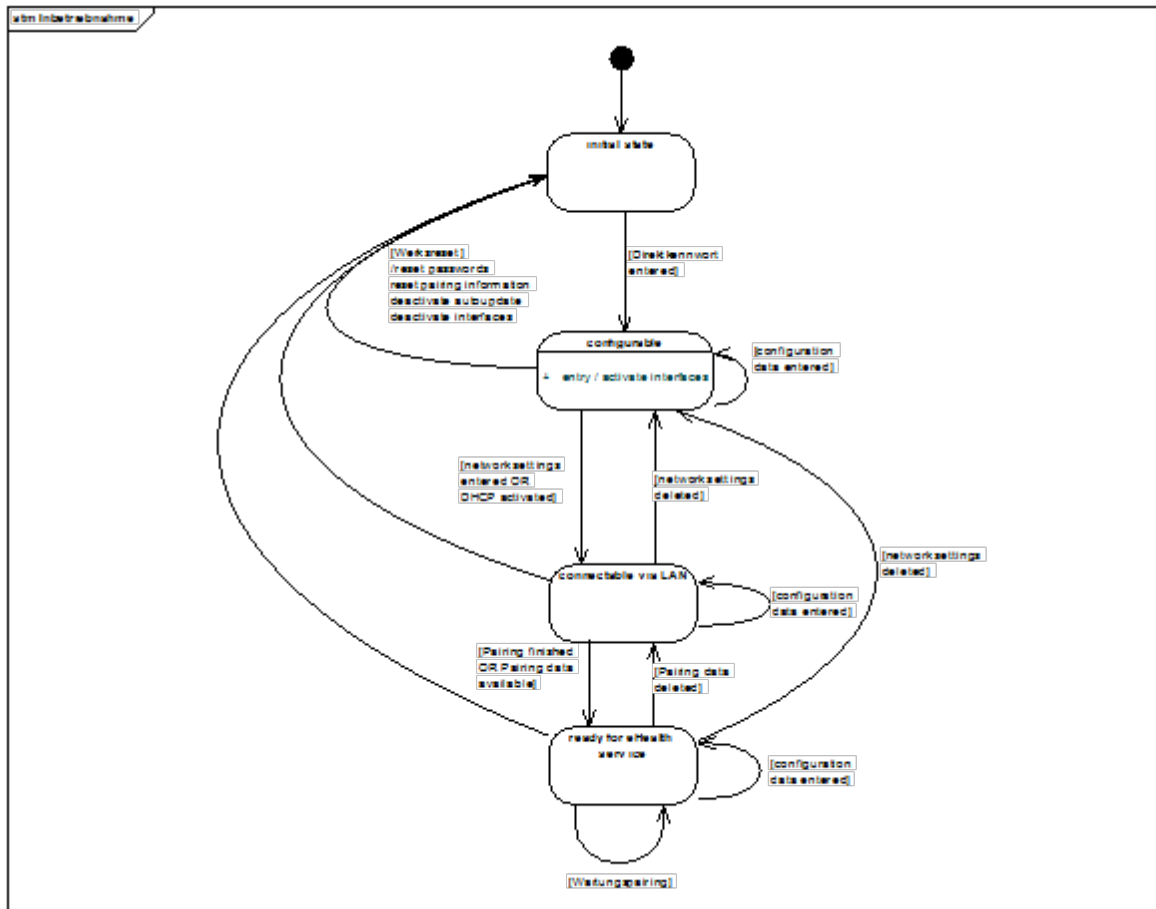 stm Inbetriebnahme
initial state
[Werksreset]
/reset passwords
reset pairing information
deactivate autoupdate
deactivate interfaces
[Direktkennwort
entered]
configurable
+ entry / activate interfaces
[configuration
data entered]
[networksettings
entered OR
DHCP activated]
[networksettings
deleted]
[networksettings
deleted]
connectable via LAN
[configuration
data entered]
[Pairing finished
OR Pairing data
available]
[Pairing data
deleted]
ready for eHealth
service
[configuration
data entered]
[Wartungspairing]